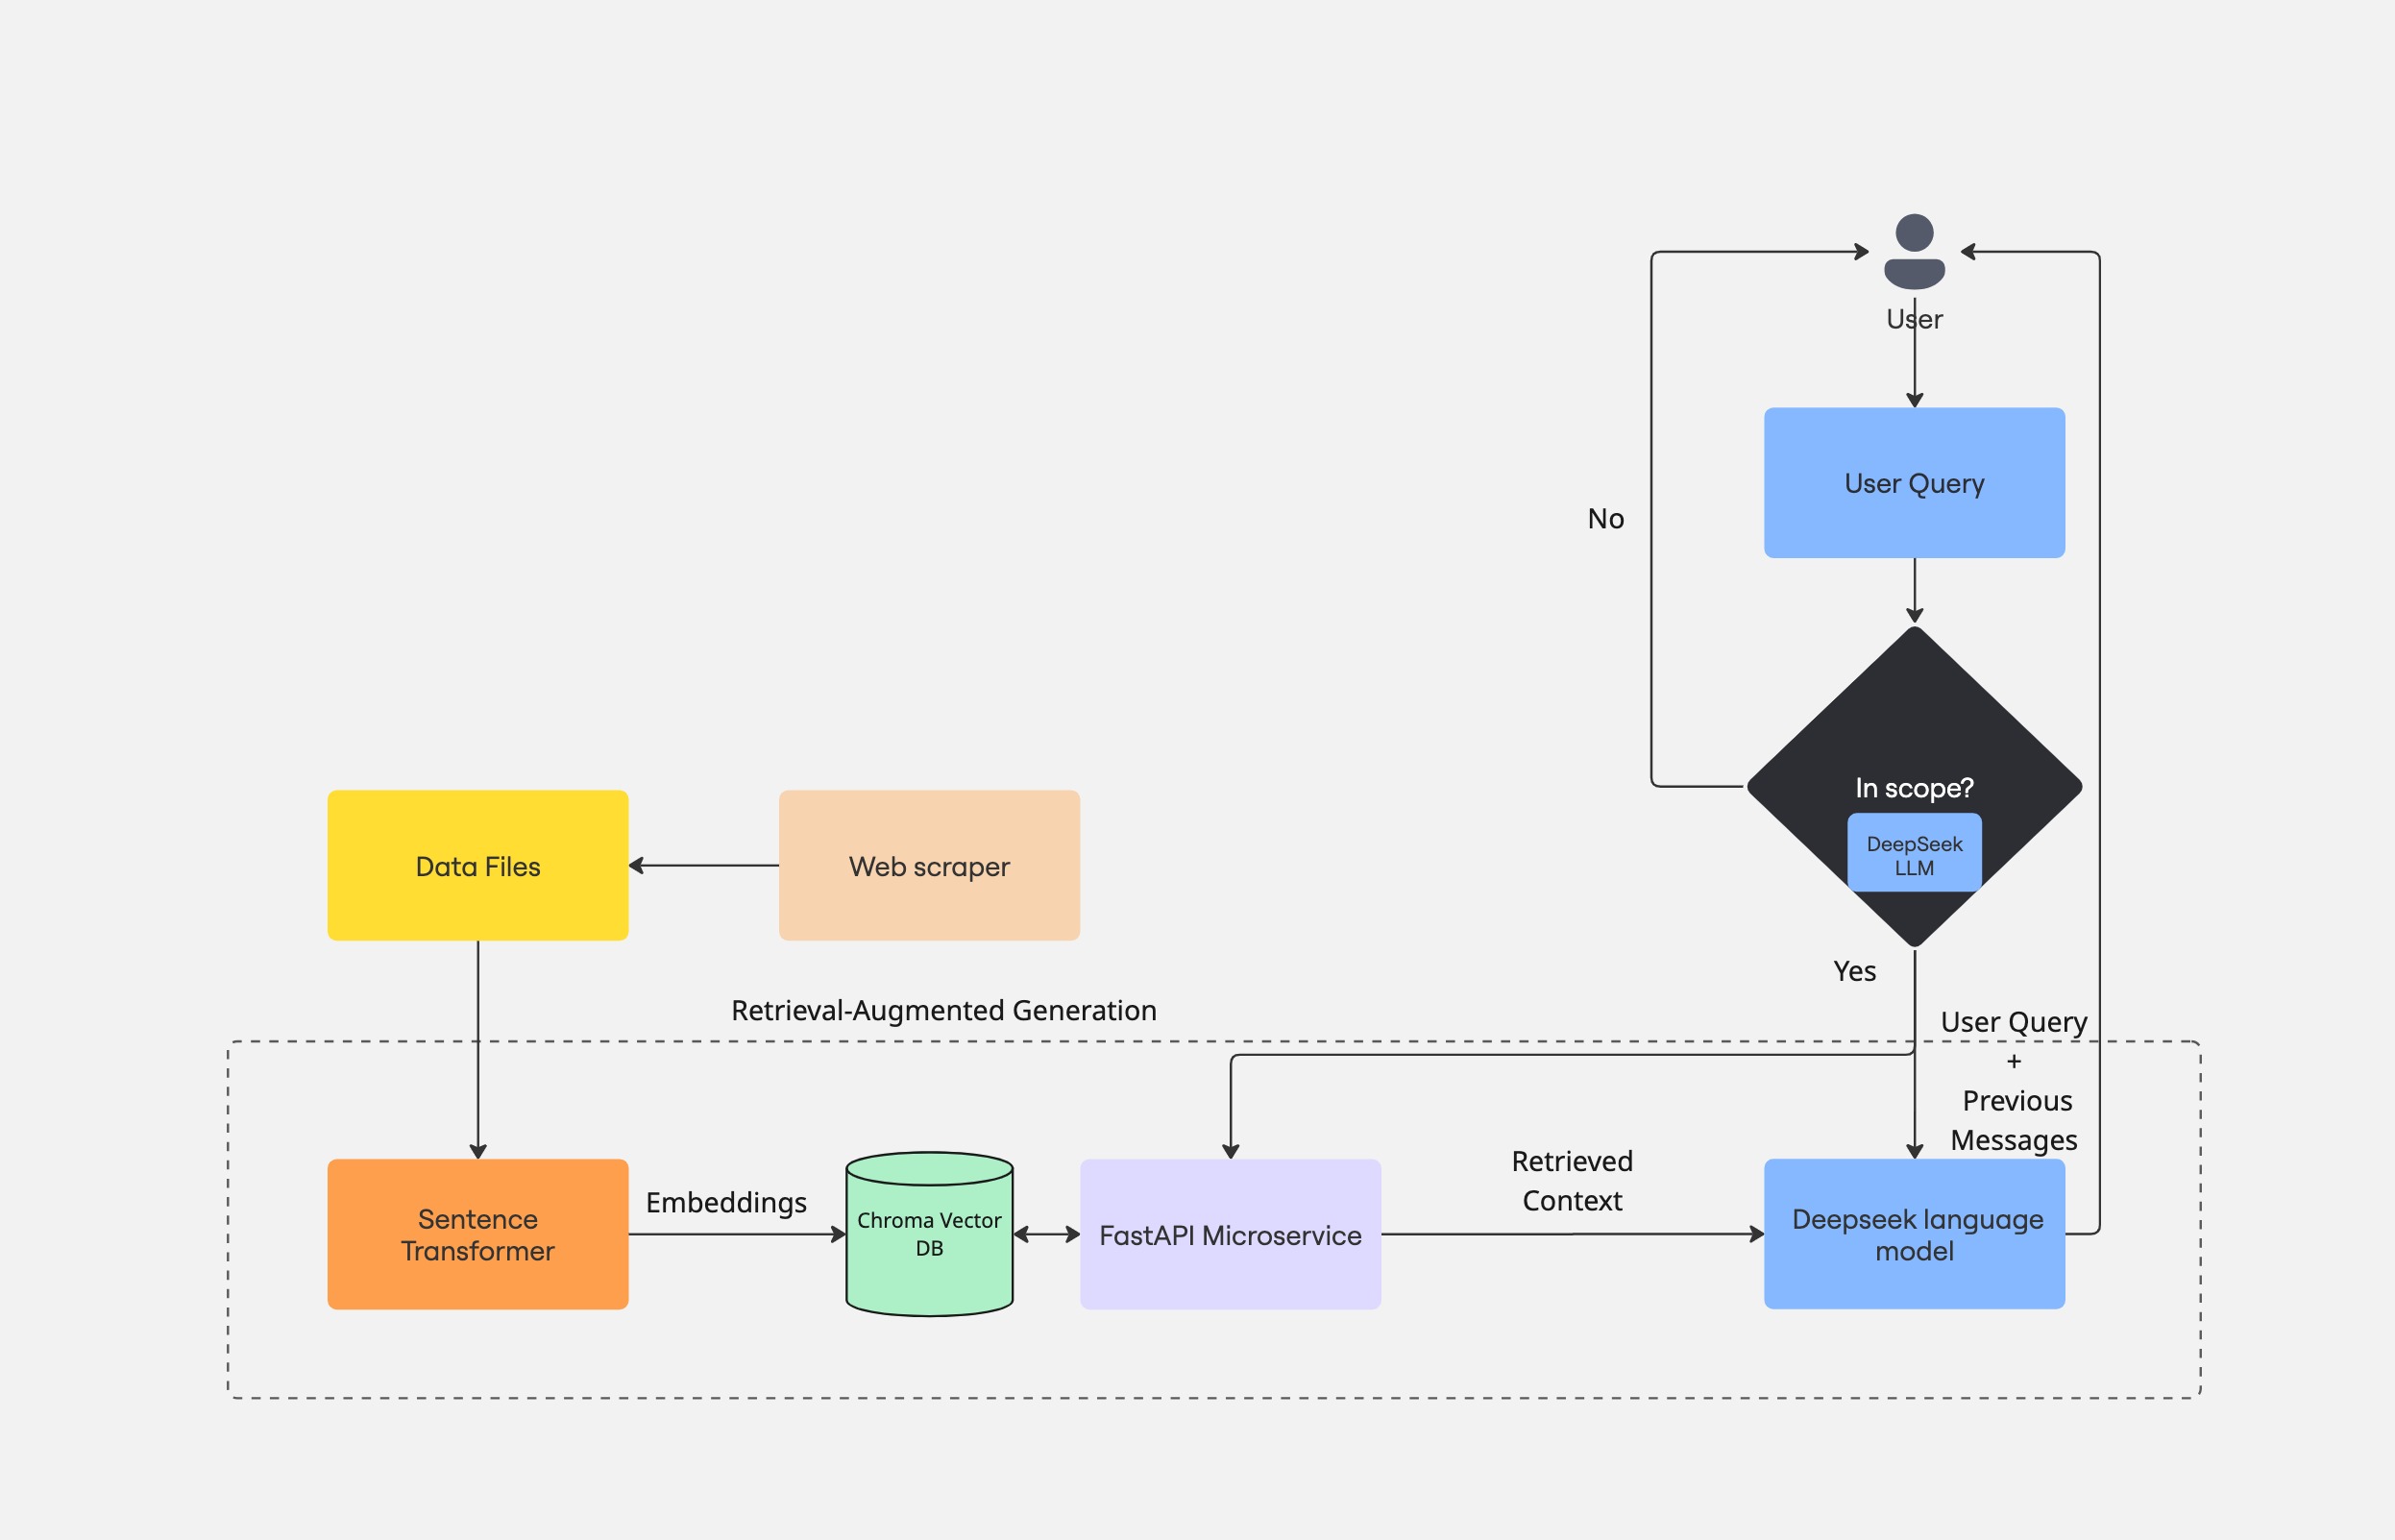 User
User Query
No
In scope?
DeepSeek
LLM
Data Files
Web scraper
Yes
Retrieval-Augmented Generation
User Query
+
Previous
Messages
Sentence
Transformer
Embeddings
Chroma Vector
DB
FastAPI Microservice
Retrieved
Context
Deepseek language
model